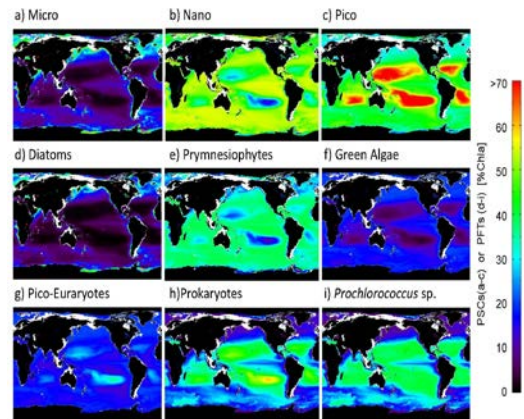 a) Micro
b) Nano
c) Pico
d) Diatoms
e) Prymnesiophytes
f) Green Algae
g) Pico-Eukaryotes
h)Prokaryotes
i) Prochlorococcus sp.
>70
60
50
40
30
20
10
0
PSCs(a-c) or PFTs (d-i) [%Chla]